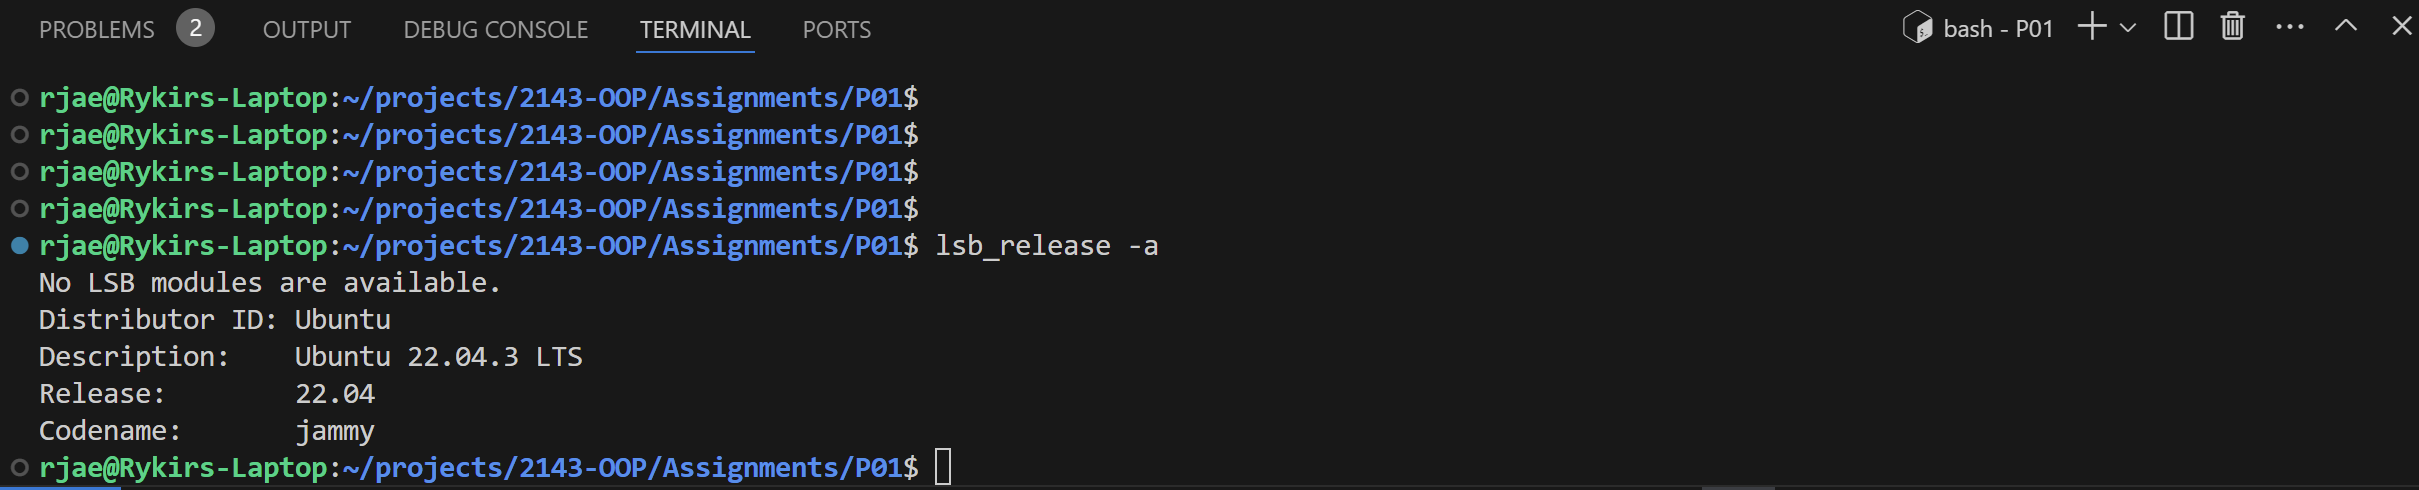 PROBLEMS 2 OUTPUT DEBUG CONSOLE TERMINAL PORTS bash - P01
rjae@Rykirs-Laptop:~/projects/2143-OOP/Assignments/P01$
rjae@Rykirs-Laptop:~/projects/2143-OOP/Assignments/P01$
rjae@Rykirs-Laptop:~/projects/2143-OOP/Assignments/P01$
rjae@Rykirs-Laptop:~/projects/2143-OOP/Assignments/P01$
rjae@Rykirs-Laptop:~/projects/2143-OOP/Assignments/P01$ lsb_release -a
No LSB modules are available.
Distributor ID: Ubuntu
Description:    Ubuntu 22.04.3 LTS
Release:        22.04
Codename:       jammy
rjae@Rykirs-Laptop:~/projects/2143-OOP/Assignments/P01$